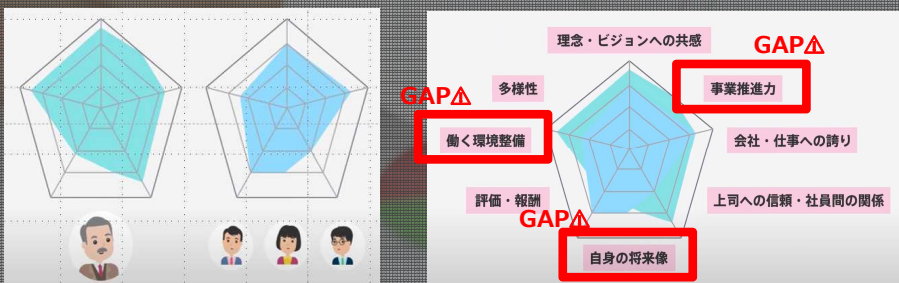 理念・ビジョンへの共感
GAP⚠
多様性
事業推進力
GAP⚠
働く環境整備
会社・仕事への誇り
評価・報酬
上司への信頼・社員間の関係
GAP⚠
自身の将来像